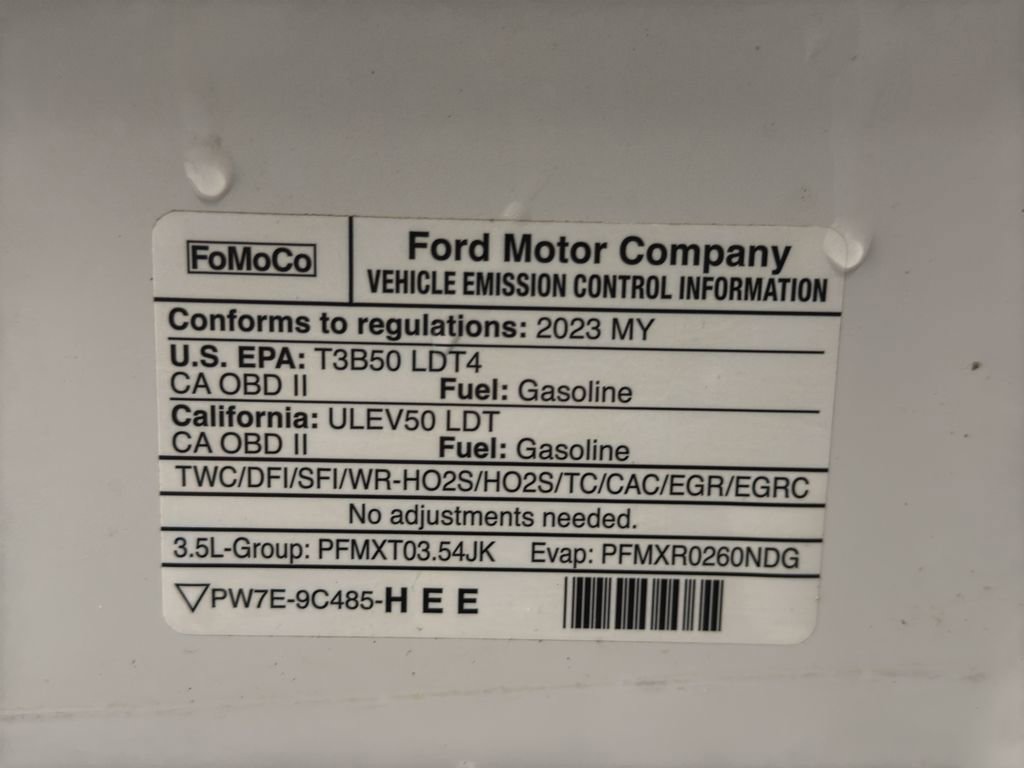 FoMoCo
Ford Motor Company
VEHICLE EMISSION CONTROL INFORMATION
Conforms to regulations: 2023 MY
U.S. EPA: T3B50 LDT4
CA OBD II Fuel: Gasoline
California: ULEV50 LDT
CA OBD II Fuel: Gasoline
TWC/DFI/SFI/WR-HO2S/HO2S/TC/CAC/EGR/EGRC
No adjustments needed.
3.5L-Group: PFMXT03.54JK Evap: PFMXR0260NDG
PW7E-9C485-H E E